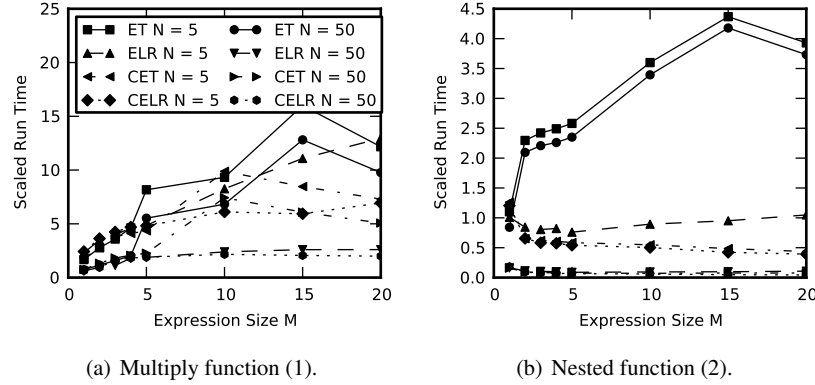 25
20
15
10
5
0
0
5
10
15
20
Scaled Run Time
Expression Size M
ET N = 5
ELR N = 5
CET N = 5
CELR N = 5
ET N = 50
ELR N = 50
CET N = 50
CELR N = 50
(a) Multiply function (1).
4.5
4.0
3.5
3.0
2.5
2.0
1.5
1.0
0.5
0.0
0
5
10
15
20
Scaled Run Time
Expression Size M
(b) Nested function (2).